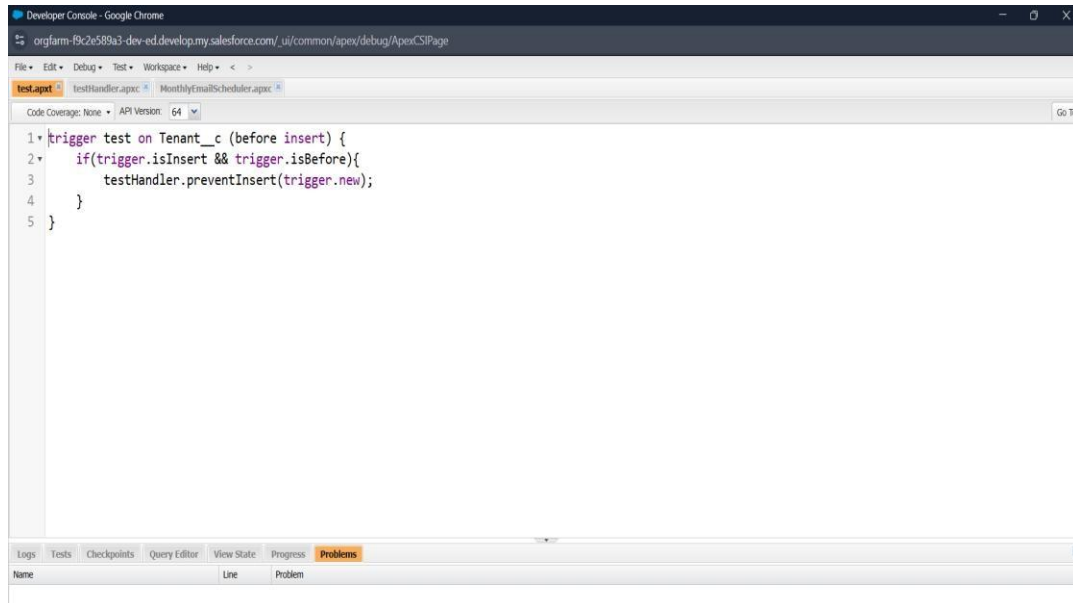 Developer Console - Google Chrome
orgfarm-f9c2e589a3-dev-ed.develop.my.salesforce.com/_ui/common/apex/debug/ApexCSIPage
File Edit Debug Test Workspace Help < >
test.apxt testHandler.apxc MonthlyEmailScheduler.apxc
Code Coverage: None API Version: 64 Go T
1 trigger test on Tenant__c (before insert) {
2 if(trigger.isInsert && trigger.isBefore){
3 testHandler.preventInsert(trigger.new);
4 }
5 }
Logs Tests Checkpoints Query Editor View State Progress Problems
Name Line Problem